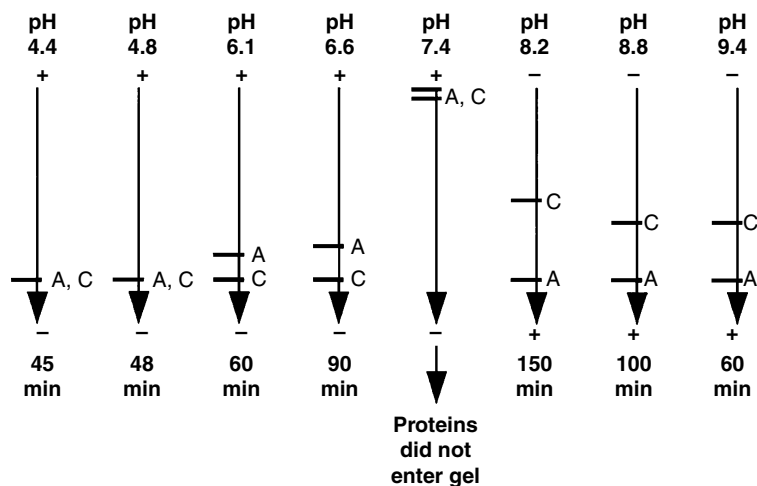 pH pH pH pH pH pH pH pH
4.4 4.8 6.1 6.6 7.4 8.2 8.8 9.4
+ + + + + – – –
A, C
C
C C
A
A
A, C A, C C C A A A
– – – – – + + +
45 48 60 90 150 100 60
min min min min min min min
Proteins
did not
enter gel